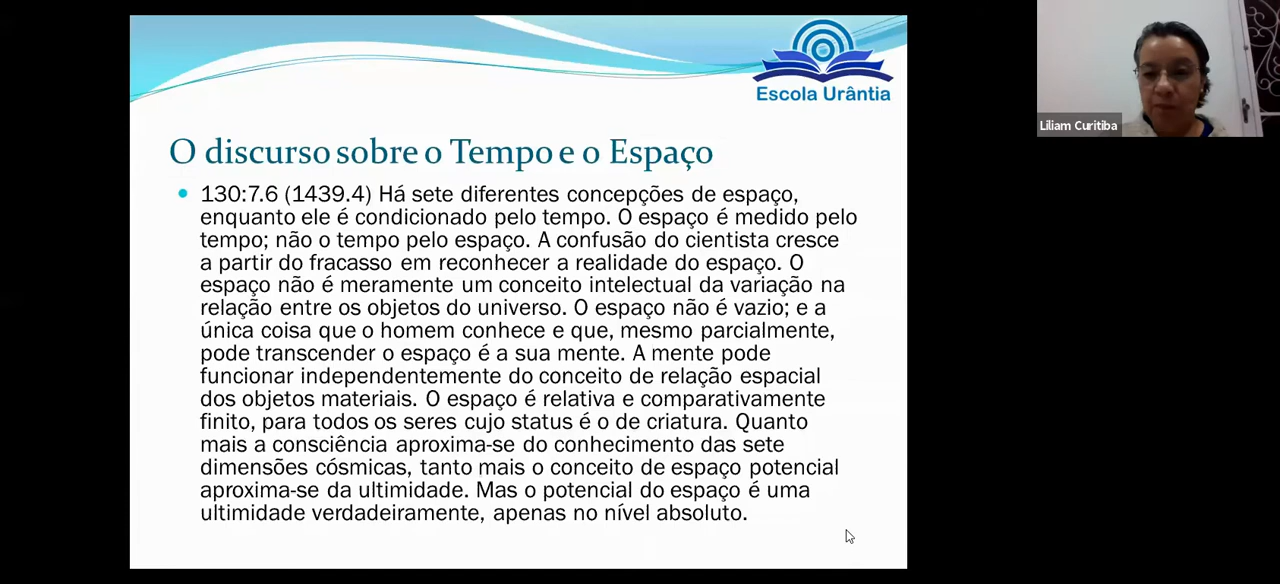 Escola Urântia
Liliam Curitiba
O discurso sobre o Tempo e o Espaço
130:7.6 (1439.4) Há sete diferentes concepções de espaço,
enquanto ele é condicionado pelo tempo. O espaço é medido pelo
tempo; não o tempo pelo espaço. A confusão do cientista cresce
a partir do fracasso em reconhecer a realidade do espaço. O
espaço não é meramente um conceito intelectual da variação na
relação entre os objetos do universo. O espaço não é vazio; e a
única coisa que o homem conhece e que, mesmo parcialmente,
pode transcender o espaço é a sua mente. A mente pode
funcionar independentemente do conceito de relação espacial
dos objetos materiais. O espaço é relativa e comparativamente
finito, para todos os seres cujo status é o de criatura. Quanto
mais a consciência aproxima-se do conhecimento das sete
dimensões cósmicas, tanto mais o conceito de espaço potencial
aproxima-se da ultimidade. Mas o potencial do espaço é uma
ultimidade verdadeiramente, apenas no nível absoluto.